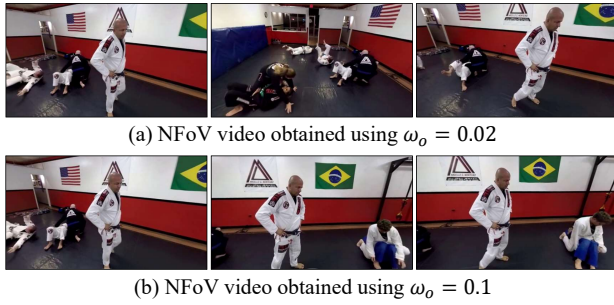 (a) NFoV video obtained using ωₒ = 0.02
(b) NFoV video obtained using ωₒ = 0.1